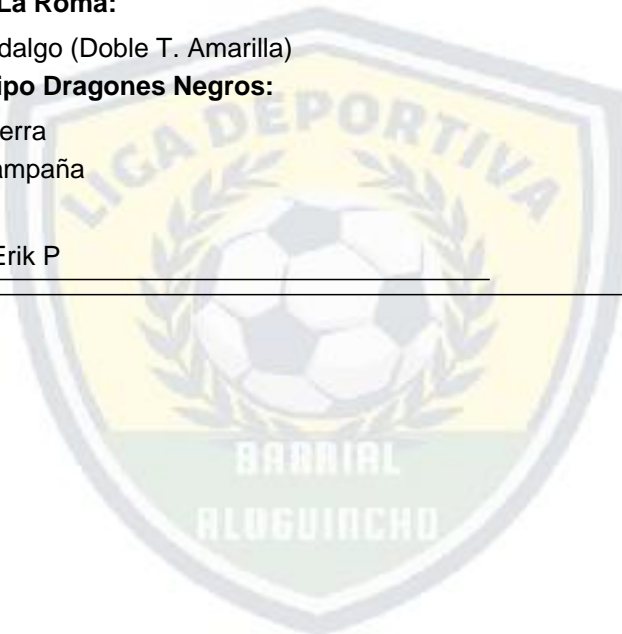 La Roma:
dalgo (Doble T. Amarilla)
ipo Dragones Negros:
erra
ampaña
Erik P
LIGA DEPORTIVA
BARRIAL
ALUGUINCHO